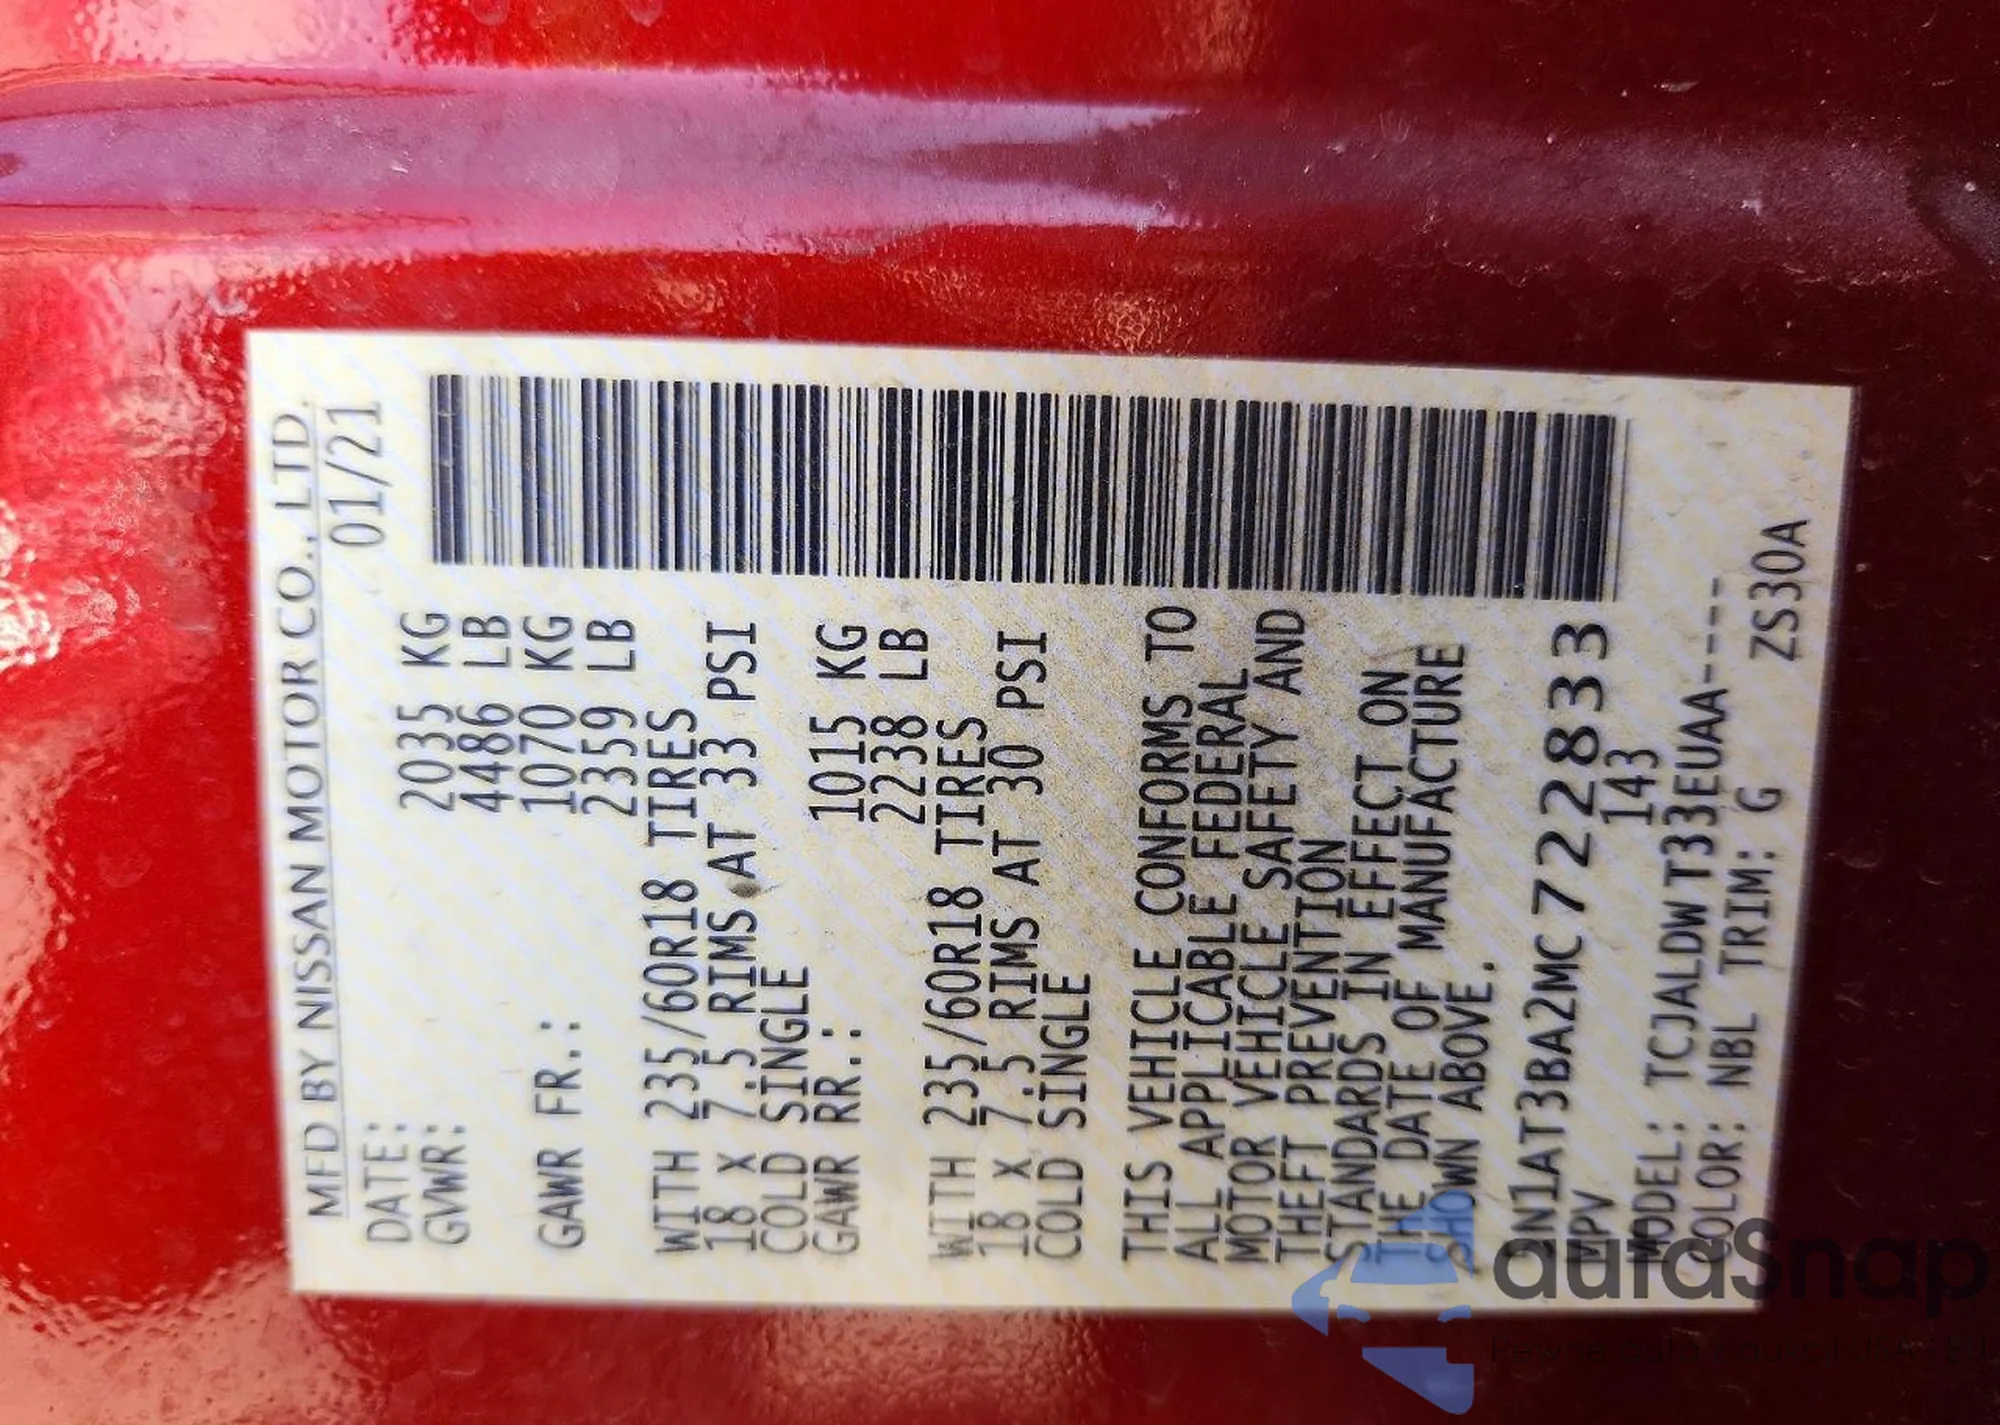 MFD BY NISSAN MOTOR CO., LTD.
DATE: 01/21
GVWR: 2035 KG
4486 LB
GAWR FR.: 1070 KG
2359 LB
WITH 235/60R18 TIRES
18 X 7.5 RIMS AT 33 PSI
COLD SINGLE
GAWR RR.: 1015 KG
2238 LB
WITH 235/60R18 TIRES
18 X 7.5 RIMS AT 30 PSI
COLD SINGLE
THIS VEHICLE CONFORMS TO
ALL APPLICABLE FEDERAL
MOTOR VEHICLE SAFETY AND
THEFT PREVENTION
STANDARDS IN EFFECT ON
THE DATE OF MANUFACTURE
SHOWN ABOVE.
JN1AT3BA2MC722833
MPV 143
MODEL: TCJALDWT33EUAA----
COLOR: NBL TRIM: G
ZS30A
autaSnap